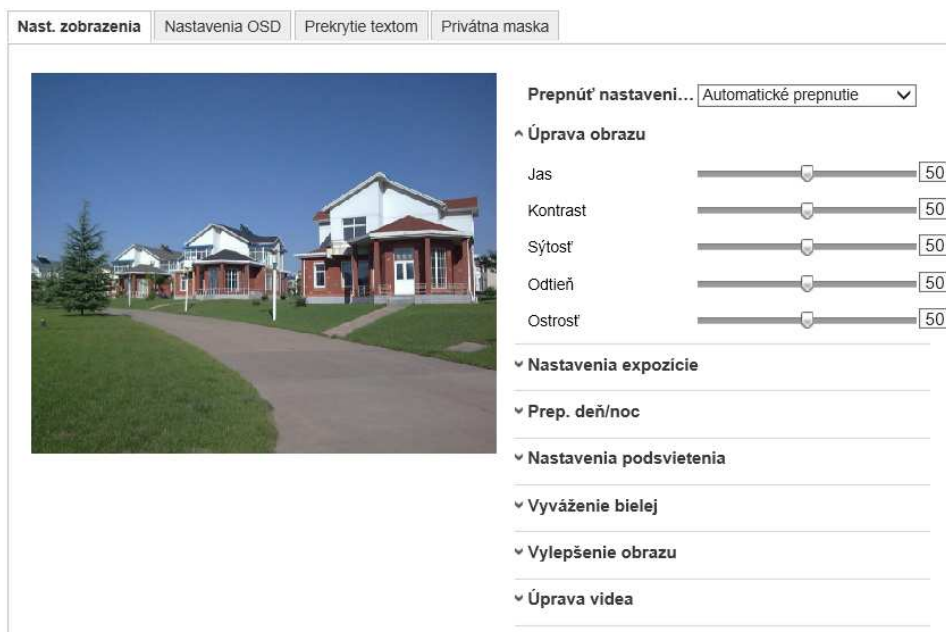 Nast. zobrazenia
Nastavenia OSD
Prekrytie textom
Privátna maska
Prepnúť nastaveni... Automatické prepnutie
Úprava obrazu
Jas 50
Kontrast 50
Sýtosť 50
Odtieň 50
Ostrosť 50
Nastavenia expozície
Prep. deň/noc
Nastavenia podsvietenia
Vyváženie bielej
Vylepšenie obrazu
Úprava videa